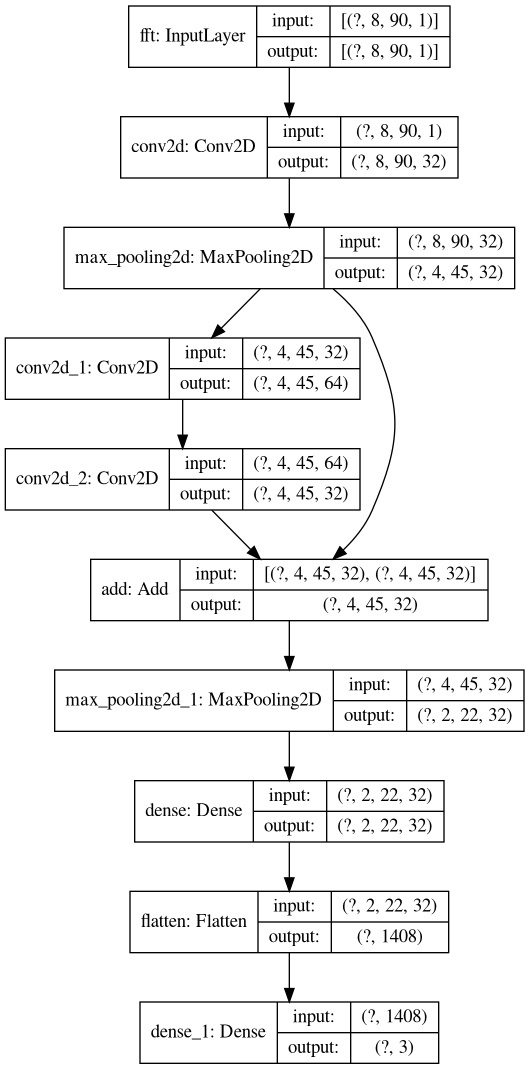 fft: InputLayer
input: [(?, 8, 90, 1)]
output: [(?, 8, 90, 1)]
conv2d: Conv2D
input: (?, 8, 90, 1)
output: (?, 8, 90, 32)
max_pooling2d: MaxPooling2D
input: (?, 8, 90, 32)
output: (?, 4, 45, 32)
conv2d_1: Conv2D
input: (?, 4, 45, 32)
output: (?, 4, 45, 64)
conv2d_2: Conv2D
input: (?, 4, 45, 64)
output: (?, 4, 45, 32)
add: Add
input: [(?, 4, 45, 32), (?, 4, 45, 32)]
output: (?, 4, 45, 32)
max_pooling2d_1: MaxPooling2D
input: (?, 4, 45, 32)
output: (?, 2, 22, 32)
dense: Dense
input: (?, 2, 22, 32)
output: (?, 2, 22, 32)
flatten: Flatten
input: (?, 2, 22, 32)
output: (?, 1408)
dense_1: Dense
input: (?, 1408)
output: (?, 3)